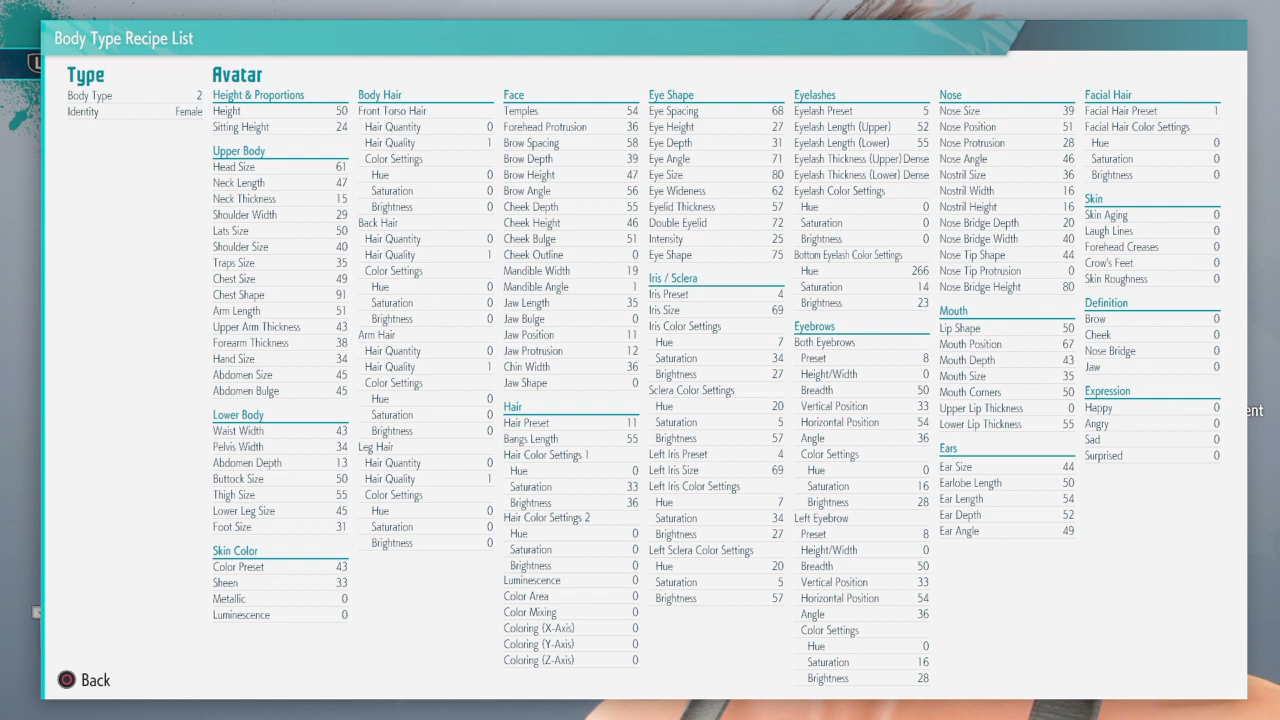 Body Type Recipe List
Type
Body Type 2
Identity Female
Avatar
Height & Proportions
Height 50
Sitting Height 24
Upper Body
Head Size 61
Neck Length 47
Neck Thickness 15
Shoulder Width 29
Lats Size 50
Shoulder Size 40
Traps Size 35
Chest Size 49
Chest Shape 91
Arm Length 51
Upper Arm Thickness 43
Forearm Thickness 38
Hand Size 34
Abdomen Size 45
Abdomen Bulge 45
Lower Body
Waist Width 43
Pelvis Width 34
Abdomen Depth 13
Buttock Size 50
Thigh Size 55
Lower Leg Size 45
Foot Size 31
Skin Color
Color Preset 43
Sheen 33
Metallic 0
Luminescence 0
Body Hair
Front Torso Hair
Hair Quantity 0
Hair Quality 1
Color Settings
Hue 0
Saturation 0
Brightness 0
Back Hair
Hair Quantity 0
Hair Quality 1
Color Settings
Hue 0
Saturation 0
Brightness 0
Arm Hair
Hair Quantity 0
Hair Quality 1
Color Settings
Hue 0
Saturation 0
Brightness 0
Leg Hair
Hair Quantity 0
Hair Quality 1
Color Settings
Hue 0
Saturation 0
Brightness 0
Face
Temples 54
Forehead Protrusion 36
Brow Spacing 58
Brow Depth 39
Brow Height 47
Brow Angle 56
Cheek Depth 55
Cheek Height 46
Cheek Bulge 51
Cheek Outline 0
Mandible Width 19
Mandible Angle 1
Jaw Length 35
Jaw Bulge 0
Jaw Position 11
Jaw Protrusion 12
Chin Width 36
Jaw Shape 0
Hair
Hair Preset 11
Bangs Length 55
Hair Color Settings 1
Hue 0
Saturation 33
Brightness 36
Hair Color Settings 2
Hue 0
Saturation 0
Brightness 0
Luminescence 0
Color Area 0
Color Mixing 0
Coloring (X-Axis) 0
Coloring (Y-Axis) 0
Coloring (Z-Axis) 0
Eye Shape
Eye Spacing 68
Eye Height 27
Eye Depth 31
Eye Angle 71
Eye Size 80
Eye Wideness 62
Eyelid Thickness 57
Double Eyelid 72
Intensity 25
Eye Shape 75
Iris / Sclera
Iris Preset 4
Iris Size 69
Iris Color Settings
Hue 7
Saturation 34
Brightness 27
Sclera Color Settings
Hue 20
Saturation 5
Brightness 57
Left Iris Preset 4
Left Iris Size 69
Left Iris Color Settings
Hue 7
Saturation 34
Brightness 27
Left Sclera Color Settings
Hue 20
Saturation 5
Brightness 57
Eyelashes
Eyelash Preset 5
Eyelash Length (Upper) 52
Eyelash Length (Lower) 55
Eyelash Thickness (Upper) Dense
Eyelash Thickness (Lower) Dense
Eyelash Color Settings
Hue 0
Saturation 0
Brightness 0
Bottom Eyelash Color Settings
Hue 266
Saturation 14
Brightness 23
Eyebrows
Both Eyebrows
Preset 8
Height/Width 0
Breadth 50
Vertical Position 33
Horizontal Position 54
Angle 36
Color Settings
Hue 0
Saturation 16
Brightness 28
Left Eyebrow
Preset 8
Height/Width 0
Breadth 50
Vertical Position 33
Horizontal Position 54
Angle 36
Color Settings
Hue 0
Saturation 16
Brightness 28
Nose
Nose Size 39
Nose Position 51
Nose Protrusion 28
Nose Angle 46
Nostril Size 36
Nostril Width 16
Nostril Height 16
Nose Bridge Depth 20
Nose Bridge Width 40
Nose Tip Shape 44
Nose Tip Protrusion 0
Nose Bridge Height 80
Mouth
Lip Shape 50
Mouth Position 67
Mouth Depth 43
Mouth Size 35
Mouth Corners 50
Upper Lip Thickness 0
Lower Lip Thickness 55
Ears
Ear Size 44
Earlobe Length 50
Ear Length 54
Ear Depth 52
Ear Angle 49
Facial Hair
Facial Hair Preset 1
Facial Hair Color Settings
Hue 0
Saturation 0
Brightness 0
Skin
Skin Aging 0
Laugh Lines 0
Forehead Creases 0
Crow's Feet 0
Skin Roughness 0
Definition
Brow 0
Cheek 0
Nose Bridge 0
Jaw 0
Expression
Happy 0
Angry 0
Sad 0
Surprised 0
ent
Back